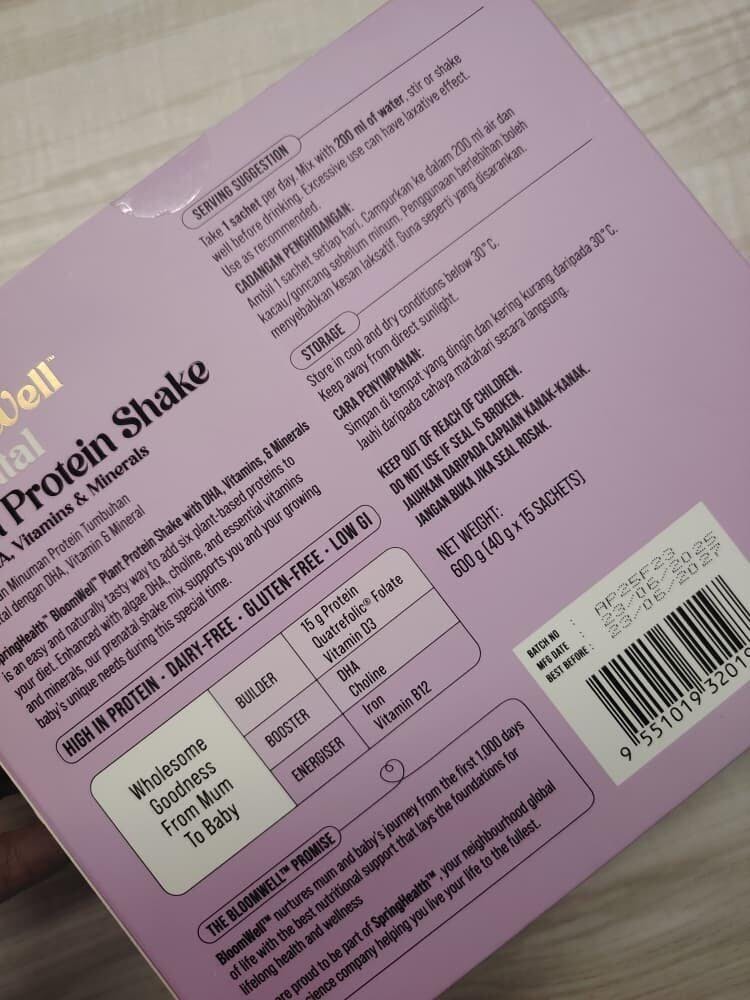 SERVING SUGGESTION
Take 1 sachet per day. Mix with 200 ml of water, stir or shake
well before drinking. Excessive use can have laxative effect.
Use as recommended.
CADANGAN PENGHIDANGAN:
Ambil 1 sachet setiap hari. Campurkan ke dalam 200 ml air dan
kacau/goncang sebelum minum. Penggunaan berlebihan boleh
menyebabkan kesan laksatif. Guna seperti yang disarankan.
STORAGE
Store in cool and dry conditions below 30°C.
Keep away from direct sunlight.
CARA PENYIMPANAN:
Simpan di tempat yang dingin dan kering kurang daripada 30°C.
Jauhi daripada cahaya matahari secara langsung.
KEEP OUT OF REACH OF CHILDREN.
DO NOT USE IF SEAL IS BROKEN.
JAUHKAN DARIPADA CAPAIAN KANAK-KANAK.
JANGAN BUKA JIKA SEAL ROSAK.
NET WEIGHT:
600 g (40 g x 15 SACHETS)
BATCH NO : AP25F23
MFG DATE : 23/06/2025
BEST BEFORE : 23/06/2027
9 551019 32019
Well™
tal
Protein Shake
Vitamins & Minerals
Minuman Protein Tumbuhan
dengan DHA, Vitamin & Mineral
SpringHealth™ BloomWell™ Plant Protein Shake with DHA, Vitamins, & Minerals
is an easy and naturally tasty way to add six plant-based proteins to
your diet. Enhanced with algae DHA, choline, and essential vitamins
and minerals, our prenatal shake mix supports you and your growing
baby's unique needs during this special time.
HIGH IN PROTEIN · DAIRY-FREE · GLUTEN-FREE · LOW GI
Wholesome
Goodness
From Mum
To Baby
BUILDER
15 g Protein
Quatrefolic® Folate
Vitamin D3
BOOSTER
DHA
Choline
ENERGISER
Iron
Vitamin B12
THE BLOOMWELL™ PROMISE
BloomWell™ nurtures mum and baby's journey from the first 1,000 days
of life with the best nutritional support that lays the foundations for
lifelong health and wellness
are proud to be part of SpringHealth™, your neighbourhood global
science company helping you live your life to the fullest.